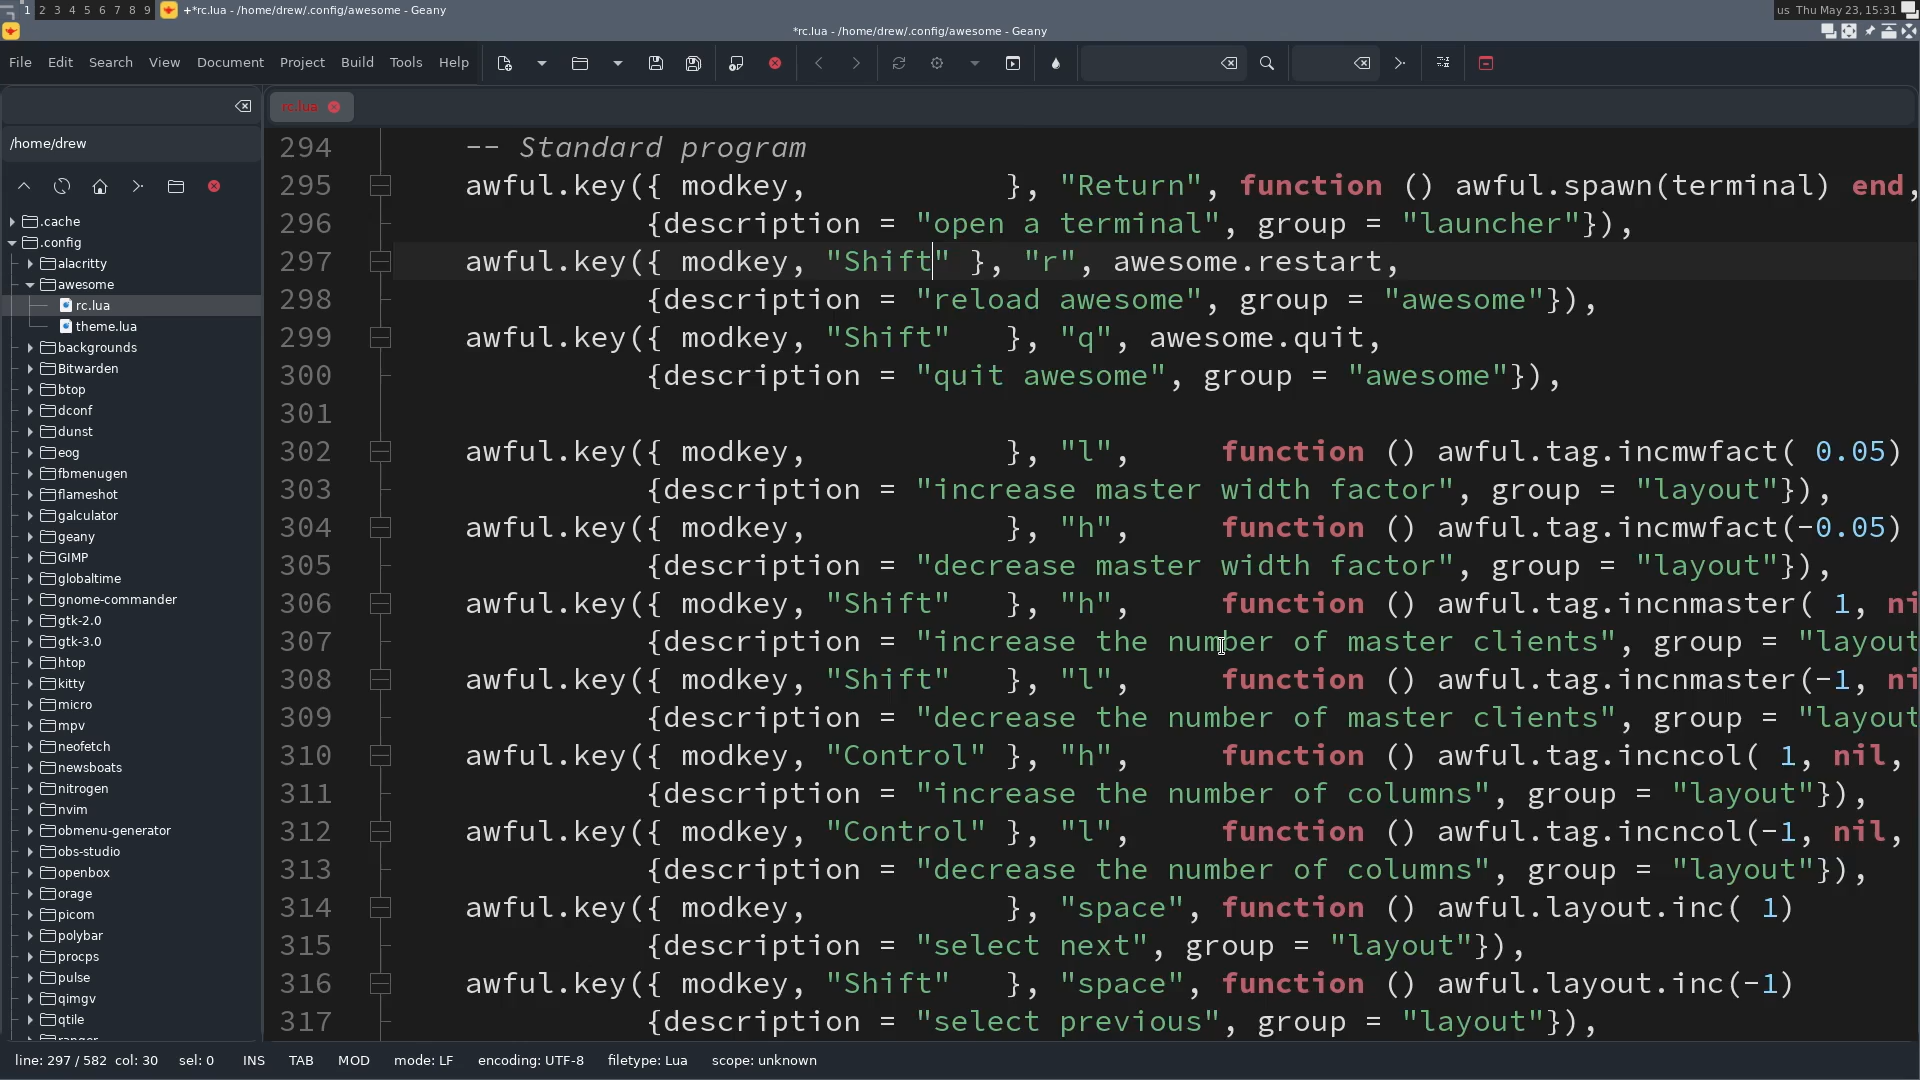 1 2 3 4 5 6 7 8 9 +*rc.lua - /home/drew/.config/awesome - Geany us Thu May 23, 15:31
*rc.lua - /home/drew/.config/awesome - Geany
File Edit Search View Document Project Build Tools Help
rc.lua
/home/drew
.cache
.config
alacritty
awesome
rc.lua
theme.lua
backgrounds
Bitwarden
btop
dconf
dunst
eog
fbmenugen
flameshot
galculator
geany
GIMP
globaltime
gnome-commander
gtk-2.0
gtk-3.0
htop
kitty
micro
mpv
neofetch
newsboats
nitrogen
nvim
obmenu-generator
obs-studio
openbox
orage
picom
polybar
procps
pulse
qimgv
qtile
ranger
294 -- Standard program
295 awful.key({ modkey,           }, "Return", function () awful.spawn(terminal) end,
296 {description = "open a terminal", group = "launcher"}),
297 awful.key({ modkey, "Shift" }, "r", awesome.restart,
298 {description = "reload awesome", group = "awesome"}),
299 awful.key({ modkey, "Shift"   }, "q", awesome.quit,
300 {description = "quit awesome", group = "awesome"}),
301
302 awful.key({ modkey,           }, "l",     function () awful.tag.incmwfact( 0.05)
303 {description = "increase master width factor", group = "layout"}),
304 awful.key({ modkey,           }, "h",     function () awful.tag.incmwfact(-0.05)
305 {description = "decrease master width factor", group = "layout"}),
306 awful.key({ modkey, "Shift"   }, "h",     function () awful.tag.incnmaster( 1, ni
307 {description = "increase the number of master clients", group = "layout
308 awful.key({ modkey, "Shift"   }, "l",     function () awful.tag.incnmaster(-1, ni
309 {description = "decrease the number of master clients", group = "layout
310 awful.key({ modkey, "Control" }, "h",     function () awful.tag.incncol( 1, nil,
311 {description = "increase the number of columns", group = "layout"}),
312 awful.key({ modkey, "Control" }, "l",     function () awful.tag.incncol(-1, nil,
313 {description = "decrease the number of columns", group = "layout"}),
314 awful.key({ modkey,           }, "space", function () awful.layout.inc( 1)
315 {description = "select next", group = "layout"}),
316 awful.key({ modkey, "Shift"   }, "space", function () awful.layout.inc(-1)
317 {description = "select previous", group = "layout"}),
line: 297 / 582 col: 30 sel: 0 INS TAB MOD mode: LF encoding: UTF-8 filetype: Lua scope: unknown